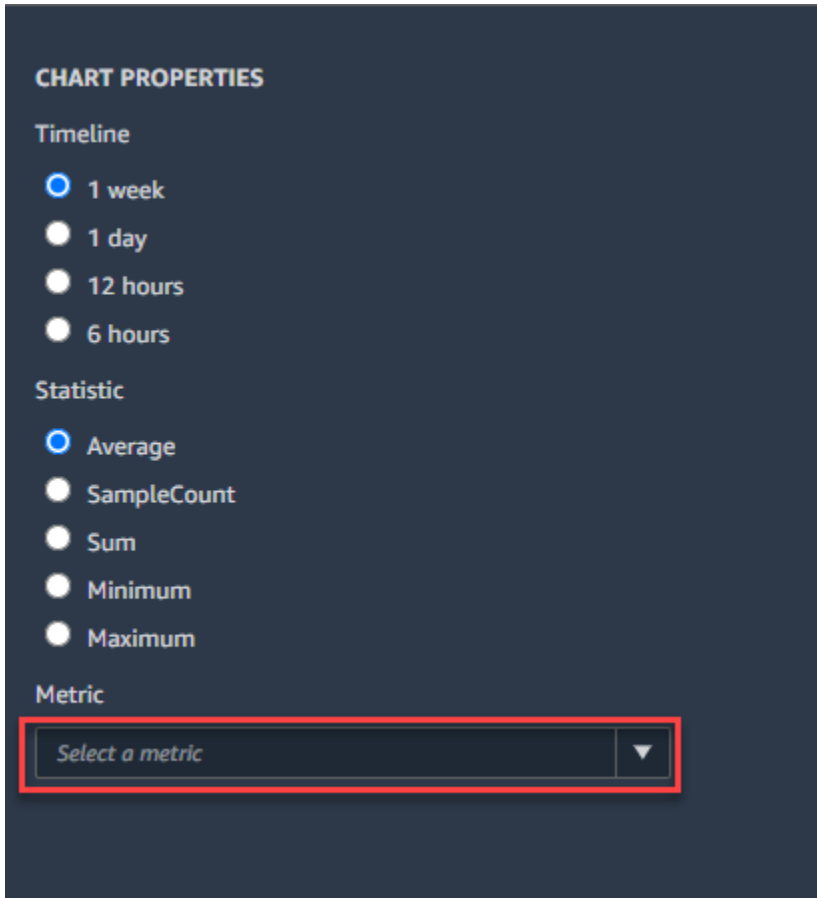 CHART PROPERTIES
Timeline
1 week
1 day
12 hours
6 hours
Statistic
Average
SampleCount
Sum
Minimum
Maximum
Metric
Select a metric